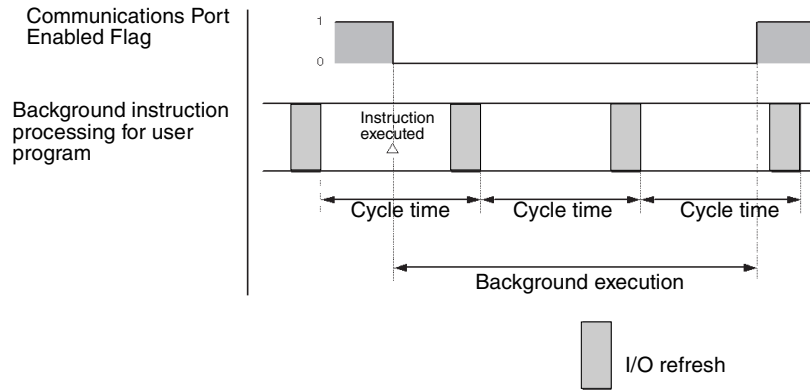 Communications Port
Enabled Flag
1
0
Background instruction
processing for user
program
Instruction
executed
Cycle time
Cycle time
Cycle time
Background execution
I/O refresh